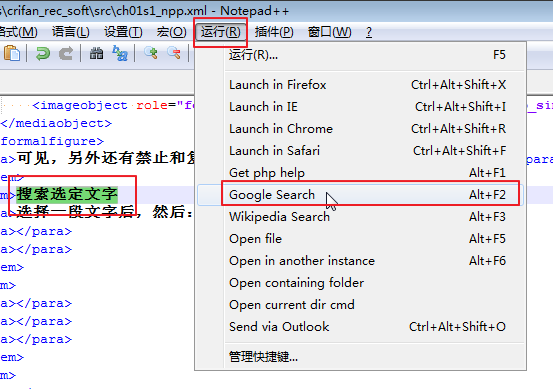 s\crifan_rec_soft\src\ch01s1_npp.xml - Notepad++
格式(M) 语言(L) 设置(T) 宏(O) 运行(R) 插件(P) 窗口(W) ?
运行(R)... F5
Launch in Firefox Ctrl+Alt+Shift+X
Launch in IE Ctrl+Alt+Shift+I
Launch in Chrome Ctrl+Alt+Shift+R
Launch in Safari Ctrl+Alt+Shift+F
Get php help Alt+F1
Google Search Alt+F2
Wikipedia Search Alt+F3
Open file Alt+F5
Open in another instance Alt+F6
Open containing folder
Open current dir cmd
Send via Outlook Ctrl+Alt+Shift+O
管理快捷键...
<imageobject role="fo
_sin
</mediaobject>
formalfigure>
a>可见，另外还有禁止和复
para
em>
m>搜索选定文字
a>选择一段文字后，然后：
a></para>
a></para>
em>
m>
a></para>
a></para>
a></para>
em>
m>